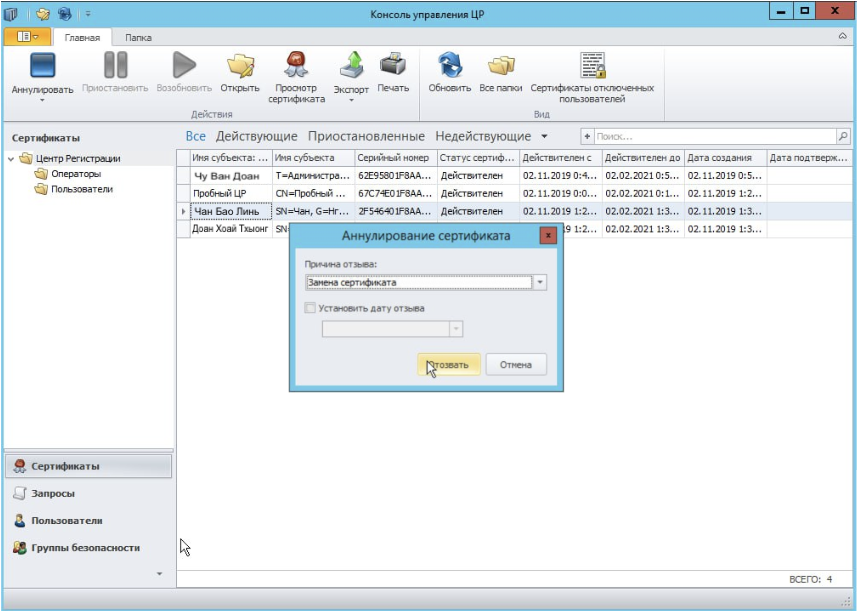 Консоль управления ЦР
Главная Папка
Аннулировать Приостановить Возобновить Открыть Просмотр сертификата Экспорт Печать Обновить Все папки Сертификаты отключенных пользователей
Действия Вид
Сертификаты
Все Действующие Приостановленные Недействующие
Поиск...
Центр Регистрации
Операторы
Пользователи
Имя субъекта: ... Имя субъекта Серийный номер Статус сертиф... Действителен с Действителен до Дата создания Дата подтверж...
Чу Ван Доан T=Администра... 62E95801F8AA... Действителен 02.11.2019 0:4... 02.02.2021 0:5... 02.11.2019 0:5...
Пробный ЦР CN=Пробный ... 67C74E01F8AA... Действителен 02.11.2019 0:0... 02.02.2021 0:1... 02.11.2019 1:2...
Чан Бао Линь SN=Чан, G=Нг... 2F546401F8AA... Действителен 02.11.2019 1:2... 02.02.2021 1:3... 02.11.2019 1:3...
Доан Хоай Тхыонг SN= 19 1:2... 02.02.2021 1:3... 02.11.2019 1:3...
Аннулирование сертификата
Причина отзыва:
Замена сертификата
Установить дату отзыва
Отозвать Отмена
Сертификаты
Запросы
Пользователи
Группы безопасности
ВСЕГО: 4